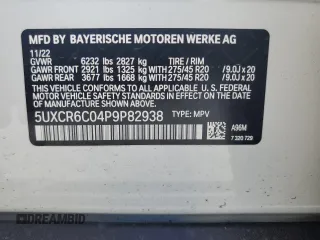 MFD BY BAYERISCHE MOTOREN WERKE AG
11/22
GVWR 6232 lbs 2827 kg TIRE / RIM
GAWR FRONT 2921 lbs 1325 kg WITH 275/45 R20 /9.0J x 20
GAWR REAR 3677 lbs 1668 kg WITH 275/45 R20 /9.0J x 20
THIS VEHICLE CONFORMS TO ALL APPLICABLE
U.S. FEDERAL MOTOR VEHICLE SAFETY STANDARDS
IN EFFECT ON THE DATE OF MANUFACTURE SHOWN ABOVE.
5UXCR6C04P9P82938 TYPE: MPV
A96M
7 320 729
© DREAMBID
dreambid.com